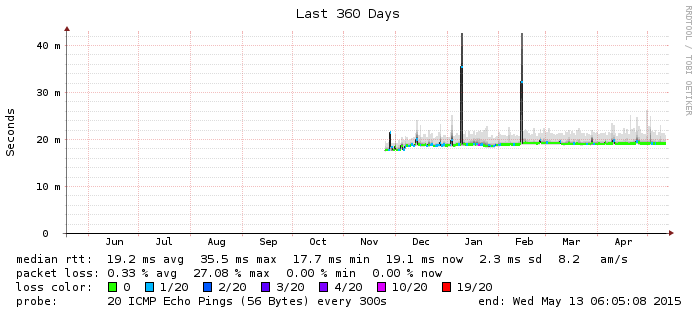 Last 360 Days
RRDTOOL / TOBI OETIKER
Seconds
40 m
30 m
20 m
10 m
0
Jun Jul Aug Sep Oct Nov Dec Jan Feb Mar Apr
median rtt: 19.2 ms avg 35.5 ms max 17.7 ms min 19.1 ms now 2.3 ms sd 8.2 am/s
packet loss: 0.33 % avg 27.08 % max 0.00 % min 0.00 % now
loss color: 0 1/20 2/20 3/20 4/20 10/20 19/20
probe: 20 ICMP Echo Pings (56 Bytes) every 300s end: Wed May 13 06:05:08 2015